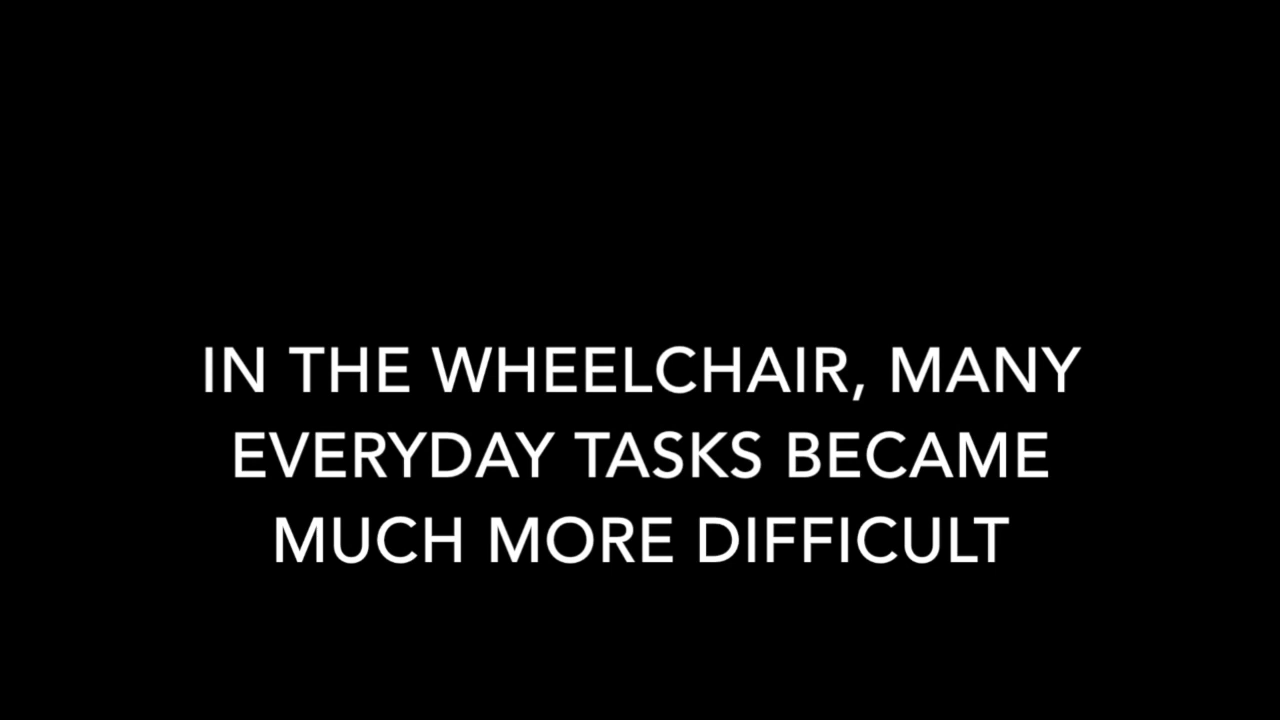 IN THE WHEELCHAIR, MANY
EVERYDAY TASKS BECAME
MUCH MORE DIFFICULT